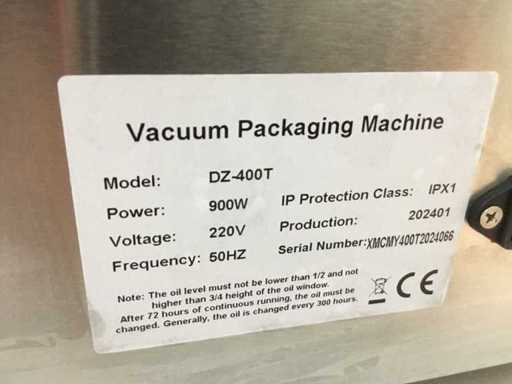 Vacuum Packaging Machine
Model: DZ-400T
Power: 900W IP Protection Class: IPX1
Voltage: 220V Production: 202401
Frequency: 50HZ Serial Number:XMCMY400T2024066
Note: The oil level must not be lower than 1/2 and not
higher than 3/4 height of the oil window.
After 72 hours of continuous running, the oil must be
changed. Generally, the oil is changed every 300 hours.
CE